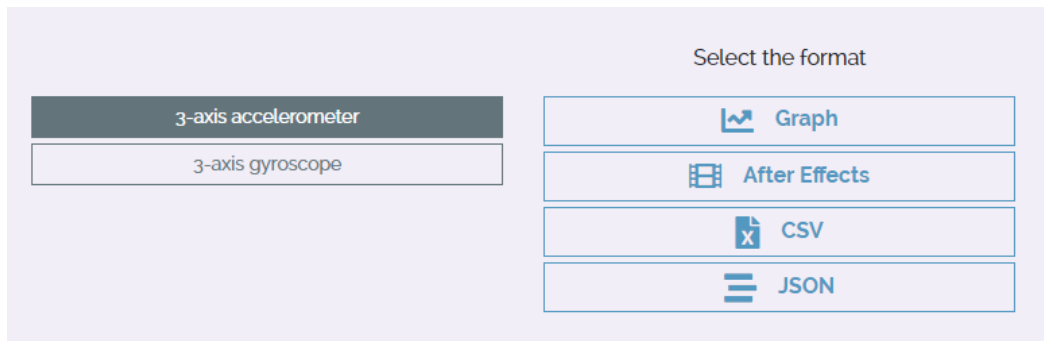 Select the format
3-axis accelerometer
3-axis gyroscope
Graph
After Effects
CSV
JSON